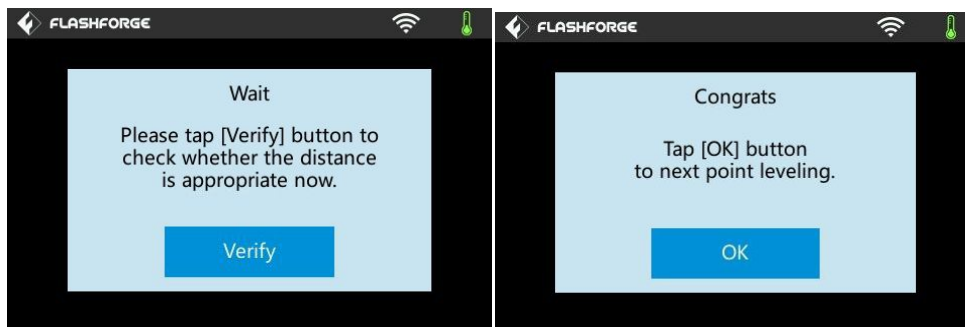 FLASHFORGE
Wait
Please tap [Verify] button to
check whether the distance
is appropriate now.
Verify
FLASHFORGE
Congrats
Tap [OK] button
to next point leveling.
OK